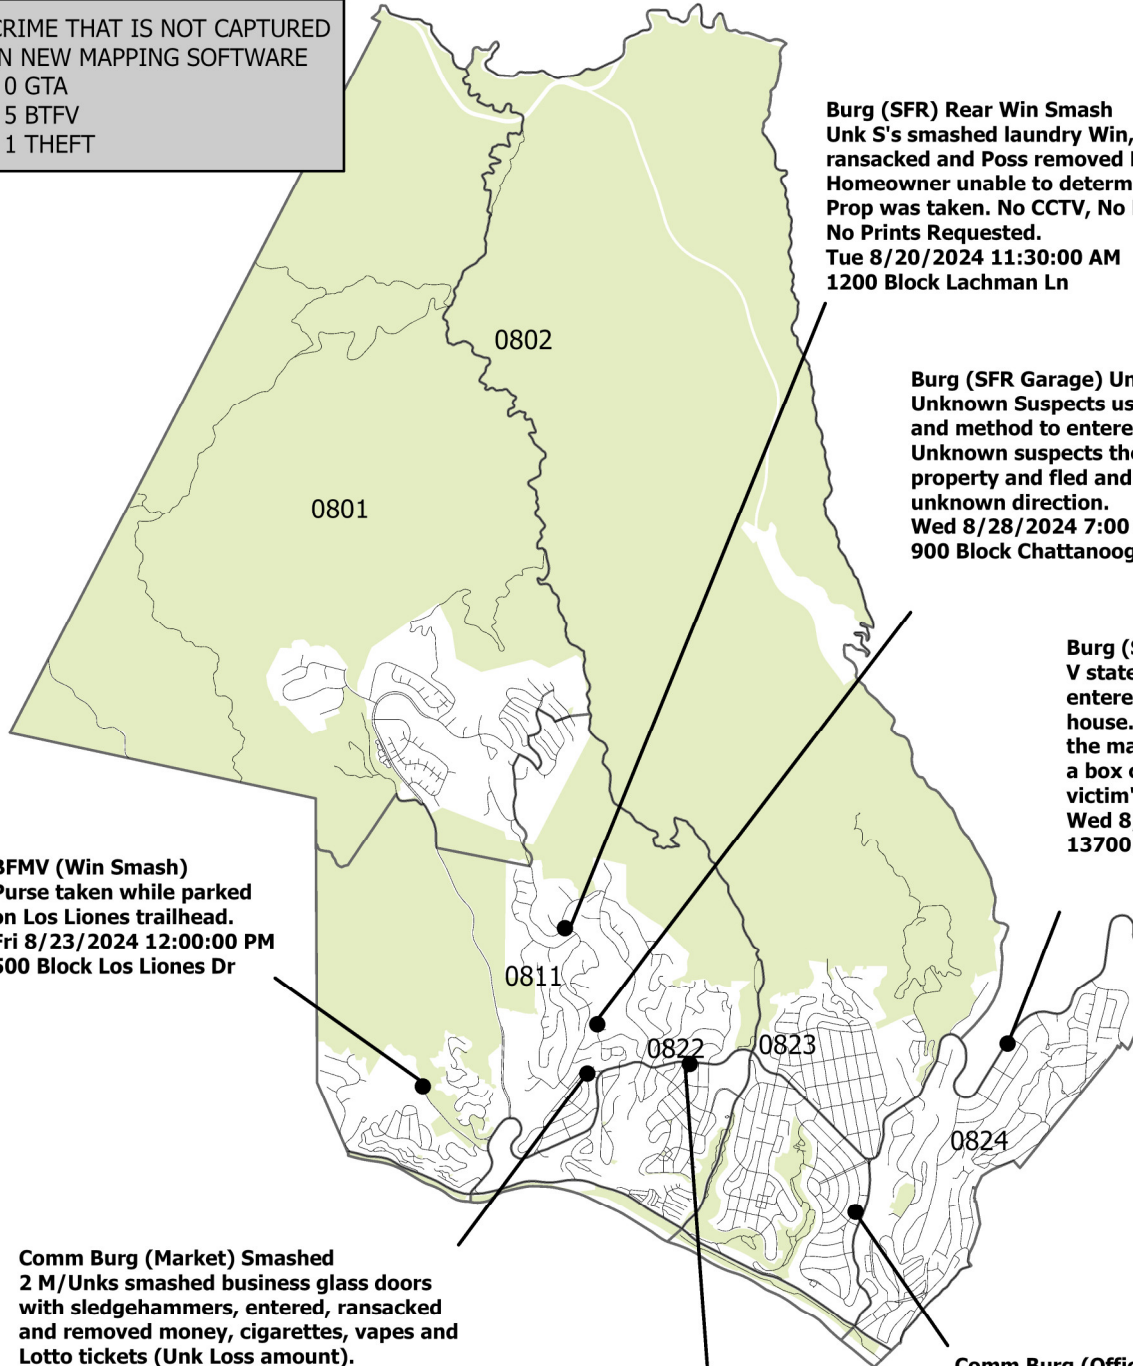 CRIME THAT IS NOT CAPTURED
N NEW MAPPING SOFTWARE
0 GTA
5 BTFV
1 THEFT
Burg (SFR) Rear Win Smash
Unk S's smashed laundry Win,
ransacked and Poss removed
Homeowner unable to determ
Prop was taken. No CCTV, No
No Prints Requested.
Tue 8/20/2024 11:30:00 AM
1200 Block Lachman Ln
0802
Burg (SFR Garage) Un
Unknown Suspects us
and method to entere
Unknown suspects the
property and fled and
unknown direction.
Wed 8/28/2024 7:00
900 Block Chattanoog
0801
Burg (S
V state
entere
house.
the ma
a box
victim'
Wed 8
13700
BFMV (Win Smash)
Purse taken while parked
on Los Liones trailhead.
Fri 8/23/2024 12:00:00 PM
500 Block Los Liones Dr
0811
0822
0823
0824
Comm Burg (Market) Smashed
2 M/Unks smashed business glass doors
with sledgehammers, entered, ransacked
and removed money, cigarettes, vapes and
Lotto tickets (Unk Loss amount).
Comm Burg (Offic